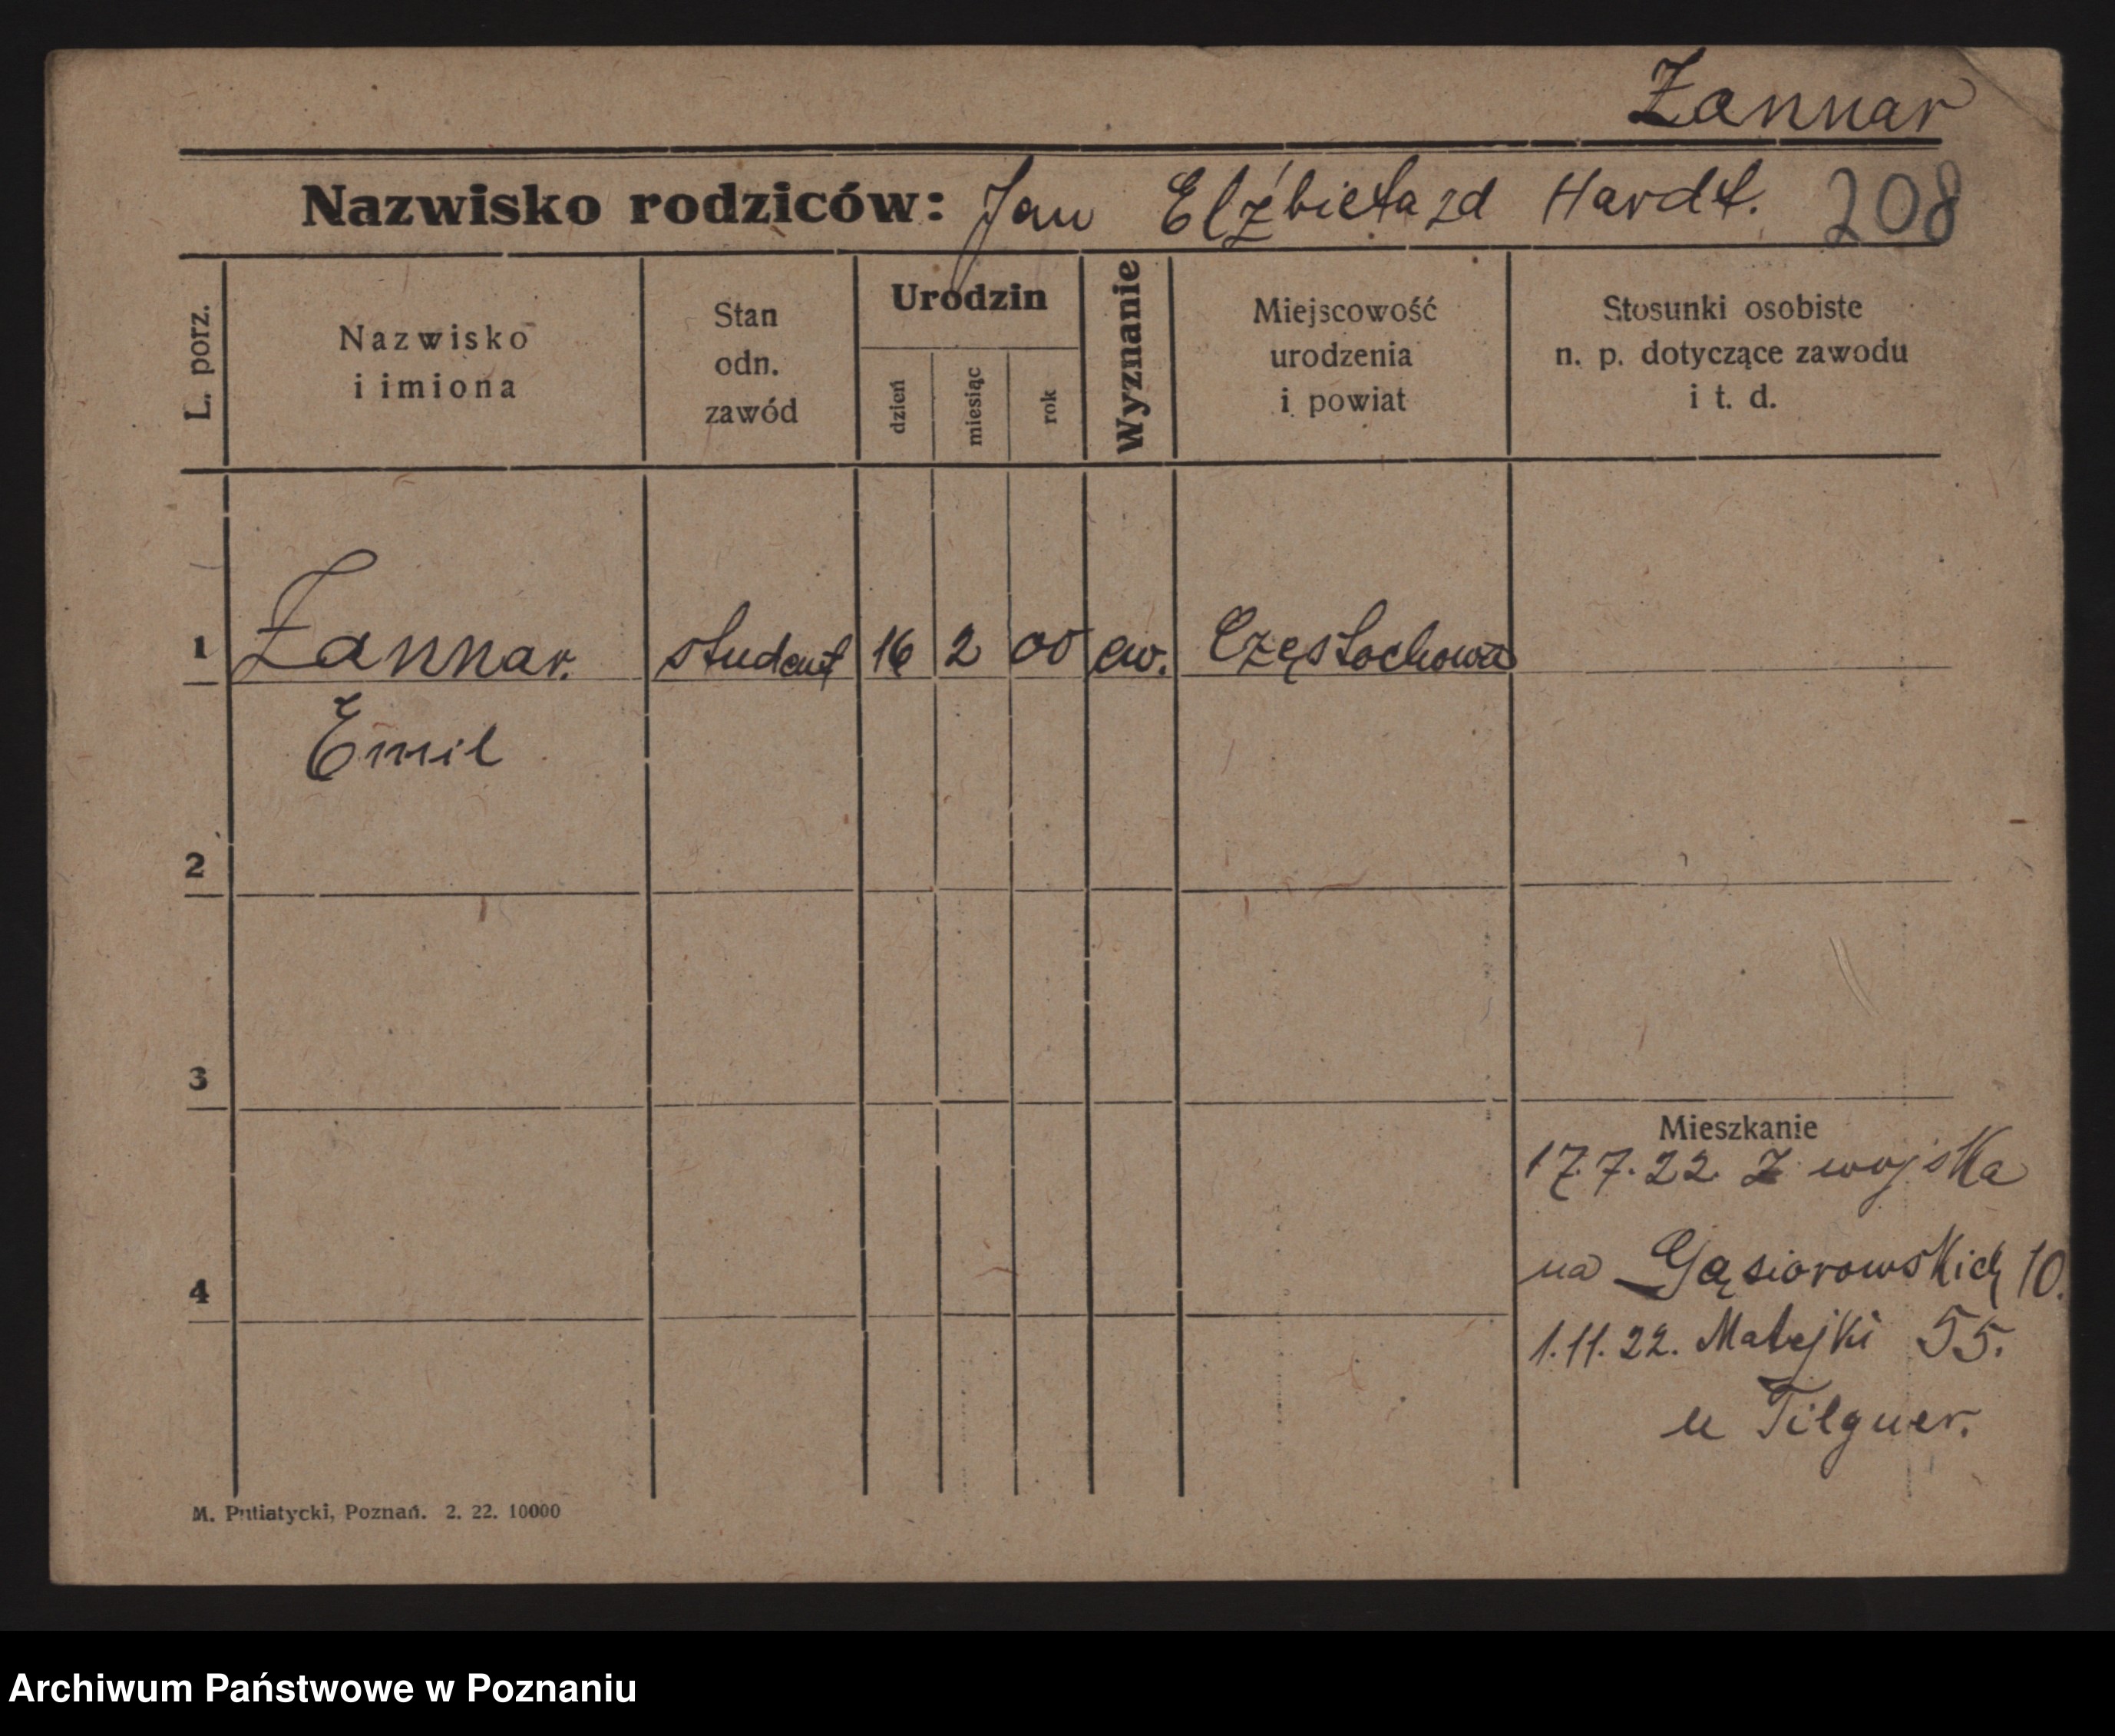 Zannar
Nazwisko rodziców: Jan Elżbieta zd Hardt. 208
L. porz.
Nazwisko i imiona
Stan odn. zawód
Urodzin
dzień miesiąc rok
Wyznanie
Miejscowość urodzenia i powiat
Stosunki osobiste n. p. dotyczące zawodu i t. d.
1 Zannar. student 16 2 00 ew. Częstochowa
Emil
2
3
Mieszkanie
17.7.22 z wojska
4 na Gąsiorowskich 10.
1.11.22. Matejki 55.
u Tilgner.
M. Putiatycki, Poznań. 2. 22. 10000
Archiwum Państwowe w Poznaniu